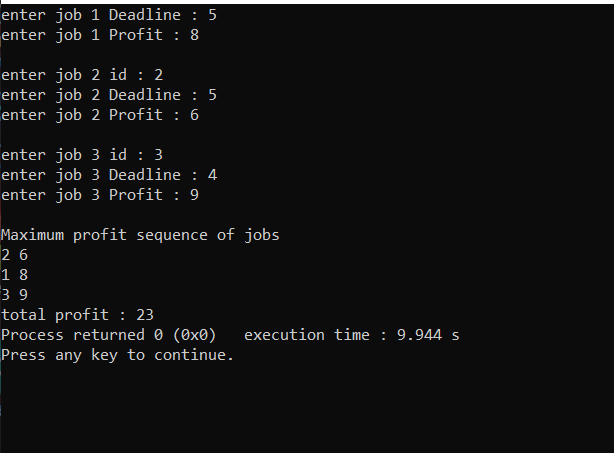 enter job 1 Deadline : 5
enter job 1 Profit : 8
enter job 2 id : 2
enter job 2 Deadline : 5
enter job 2 Profit : 6
enter job 3 id : 3
enter job 3 Deadline : 4
enter job 3 Profit : 9
Maximum profit sequence of jobs
2 6
1 8
3 9
total profit : 23
Process returned 0 (0x0)   execution time : 9.944 s
Press any key to continue.